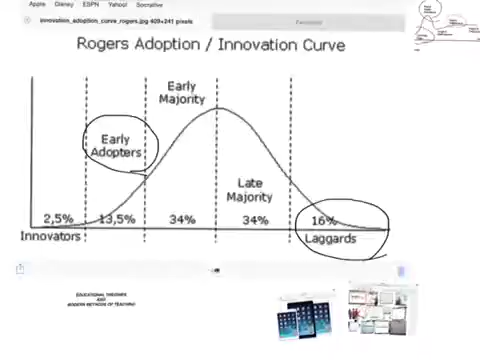 Apple Disney ESPN Yahoo Socrative
innovation_adoption_curve_rogers.jpg 409×241 pixels
Rogers Adoption / Innovation Curve
Early
Majority
Early
Adopters
Late
Majority
2,5% 13,5% 34% 34% 16%
Innovators
Laggards
EDUCATIONAL THEORIES
AND
MODERN METHODS OF TEACHING